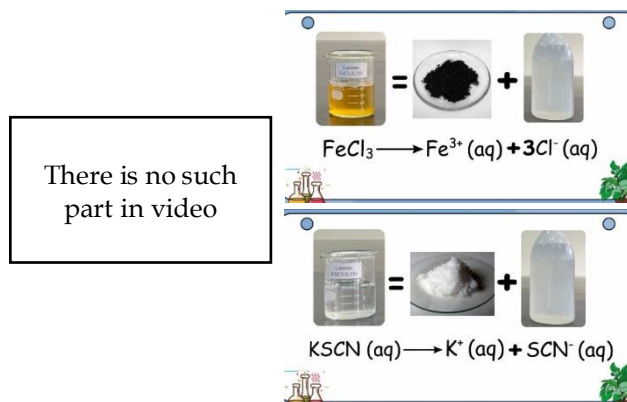 There is no such
part in video
=
+
FeCl₃ ⟶ Fe³⁺ (aq) + 3Cl⁻ (aq)
=
+
KSCN (aq) ⟶ K⁺ (aq) + SCN⁻ (aq)